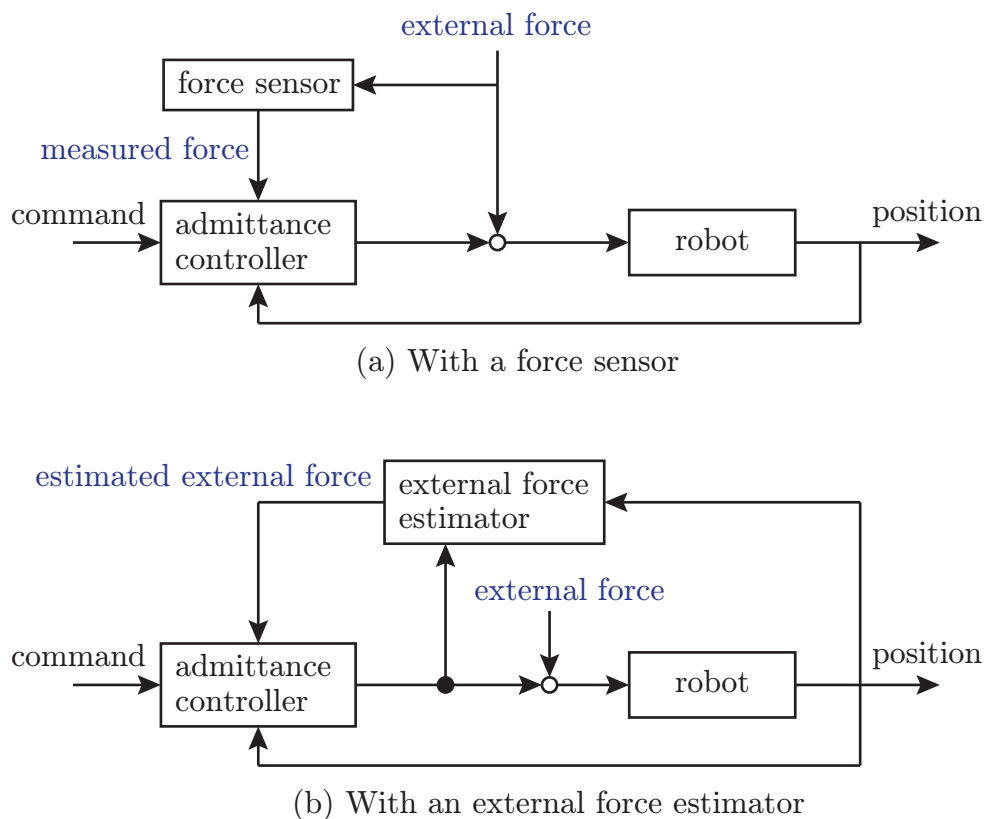 external force
force sensor
measured force
command
admittance
controller
robot
position
(a) With a force sensor
estimated external force
external force
estimator
external force
command
admittance
controller
robot
position
(b) With an external force estimator